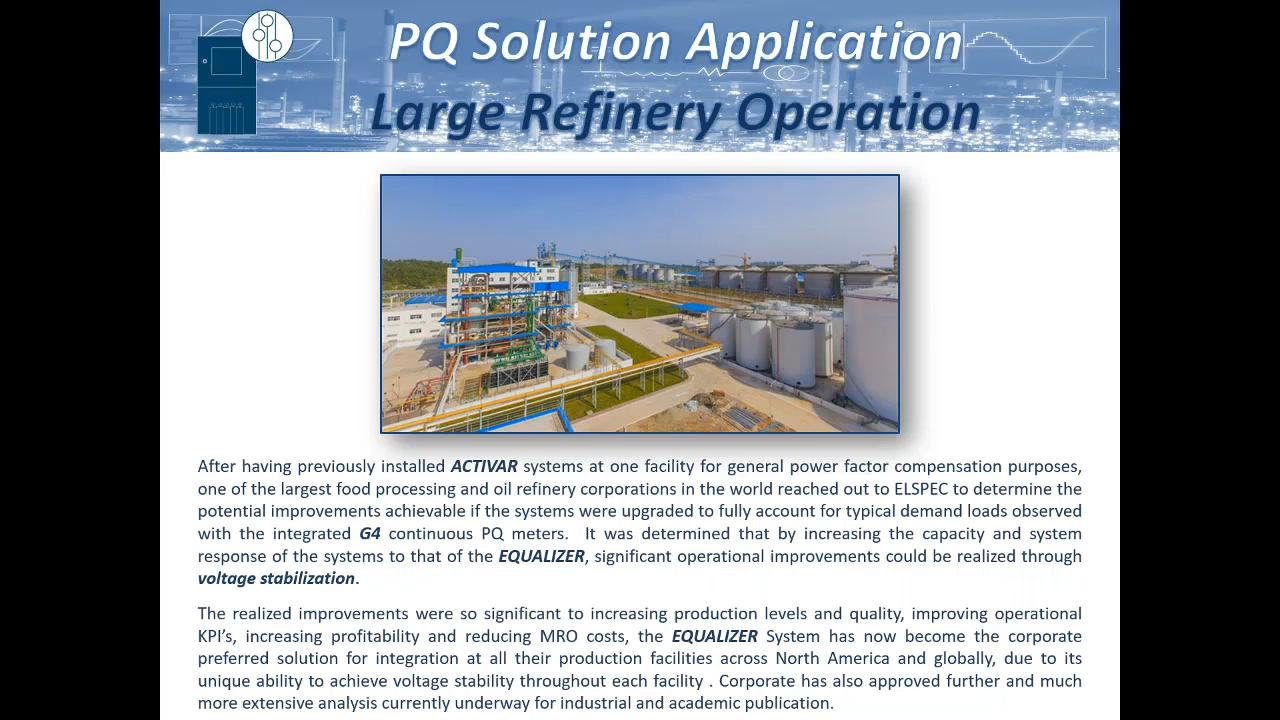 PQ Solution Application
Large Refinery Operation
After having previously installed ACTIVAR systems at one facility for general power factor compensation purposes,
one of the largest food processing and oil refinery corporations in the world reached out to ELSPEC to determine the
potential improvements achievable if the systems were upgraded to fully account for typical demand loads observed
with the integrated G4 continuous PQ meters.  It was determined that by increasing the capacity and system
response of the systems to that of the EQUALIZER, significant operational improvements could be realized through
voltage stabilization.
The realized improvements were so significant to increasing production levels and quality, improving operational
KPI’s, increasing profitability and reducing MRO costs, the EQUALIZER System has now become the corporate
preferred solution for integration at all their production facilities across North America and globally, due to its
unique ability to achieve voltage stability throughout each facility . Corporate has also approved further and much
more extensive analysis currently underway for industrial and academic publication.